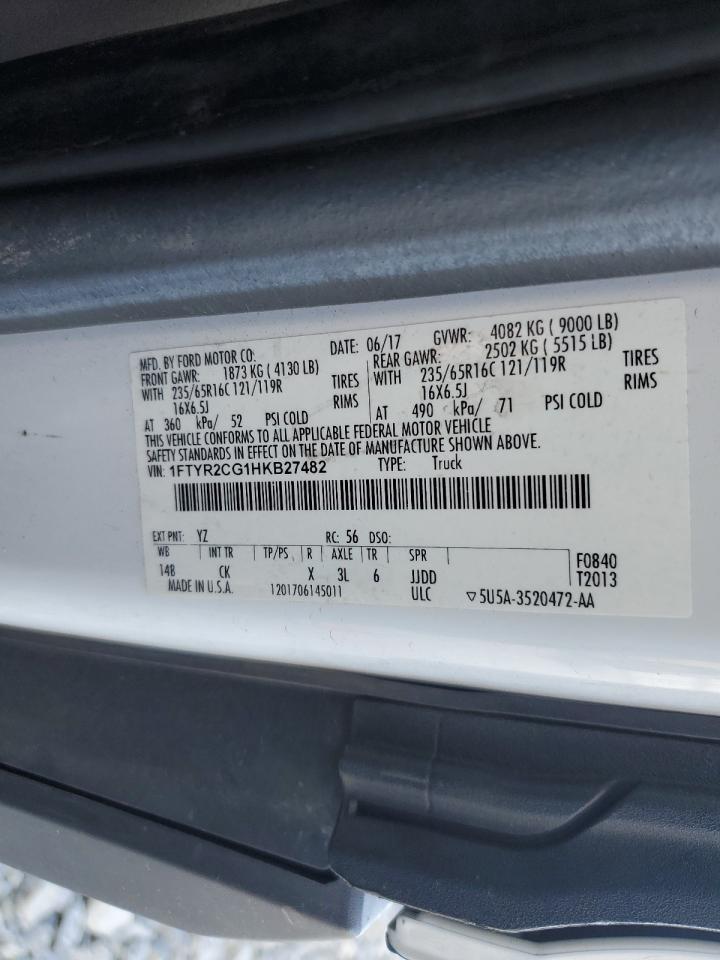 MFD. BY FORD MOTOR CO. DATE: 06/17 GVWR: 4082 KG ( 9000 LB)
FRONT GAWR: 1873 KG ( 4130 LB) REAR GAWR: 2502 KG ( 5515 LB)
WITH 235/65R16C 121/119R TIRES WITH 235/65R16C 121/119R TIRES
16X6.5J RIMS 16X6.5J RIMS
AT 360 kPa/ 52 PSI COLD AT 490 kPa/ 71 PSI COLD
THIS VEHICLE CONFORMS TO ALL APPLICABLE FEDERAL MOTOR VEHICLE
SAFETY STANDARDS IN EFFECT ON THE DATE OF MANUFACTURE SHOWN ABOVE.
VIN: 1FTYR2CG1HKB27482 TYPE: Truck
EXT PNT: YZ RC: 56 DSO:
WB INT TR TP/PS R AXLE TR SPR F0840
148 CK X 3L 6 JJDD T2013
MADE IN U.S.A. 1201706145011 ULC ▽5U5A-3520472-AA